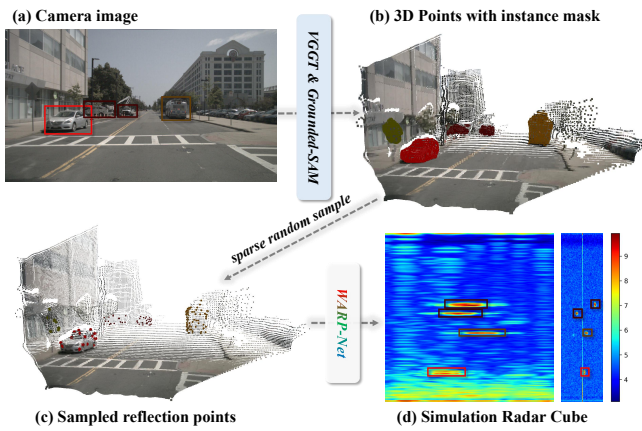 (a) Camera image
(b) 3D Points with instance mask
VGGT & Grounded-SAM
sparse random sample
WARP-Net
9
8
7
6
5
4
(c) Sampled reflection points
(d) Simulation Radar Cube